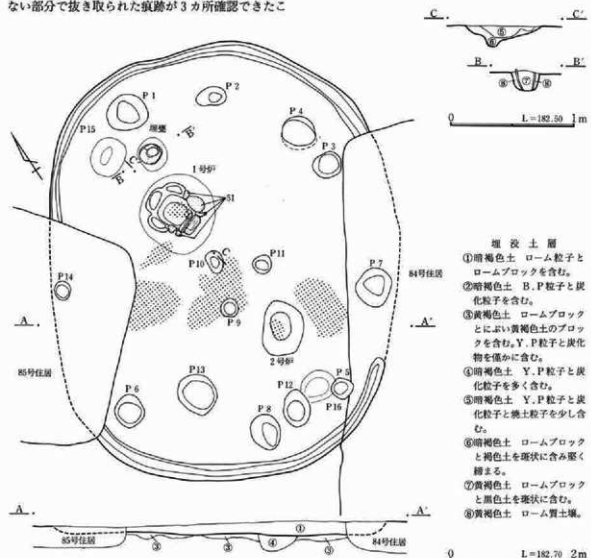 ない部分で抜き取られた痕跡が3カ所確認できたこ
C C'
⑤
⑥
B B'
⑧ ⑦ ⑧
0 L=182.50 1m
P1
P2
P4
P3
P15
埋甕
B'
C'
B
1号炉
S1
P10
C
P11
P7
84号住居
P14
P9
A A'
85号住居
2号炉
P13
P5
P12
P6
P16
P8
A A'
①
85号住居 ③ ③ ④ ③ 84号住居
埋没土層
①暗褐色土 ローム粒子と
ロームブロックを含む。
②暗褐色土 B.P粒子と炭
化粒子を含む。
③黄褐色土 ロームブロック
とにぶい黄褐色土のブロッ
クを含む。Y.P粒子と炭化
物を僅かに含む。
④暗褐色土 Y.P粒子と炭
化粒子を多く含む。
⑤暗褐色土 Y.P粒子と炭
化粒子と焼土粒子を少し含
む。
⑥暗褐色土 ロームブロック
と褐色土を斑状に含み堅く
締まる。
⑦黄褐色土 ロームブロック
と黒色土を斑状に含む。
⑧黄褐色土 ローム質土壌。
0 L=182.70 2m